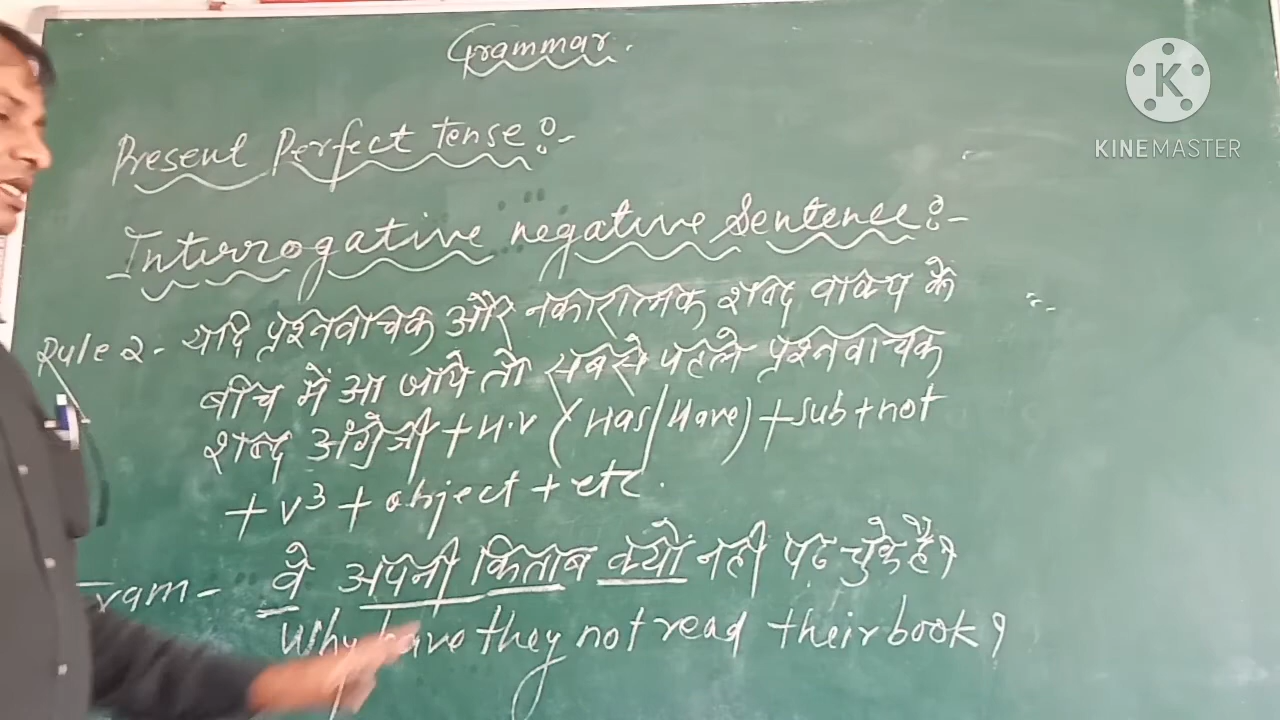 Grammar.
KINEMASTER
Present Perfect Tense:-
Interrogative negative Sentence:-
Rule 2- यदि प्रश्नवाचक और नकारात्मक शब्द वाक्य के
बीच में आ जाये तो सबसे पहले प्रश्नवाचक
शब्द अंग्रेजी + H.V (Has/Have) + sub + not
+ V³ + object + etc.
वे अपनी किताब क्यों नही पढ चुके है?
Why have they not read their book?